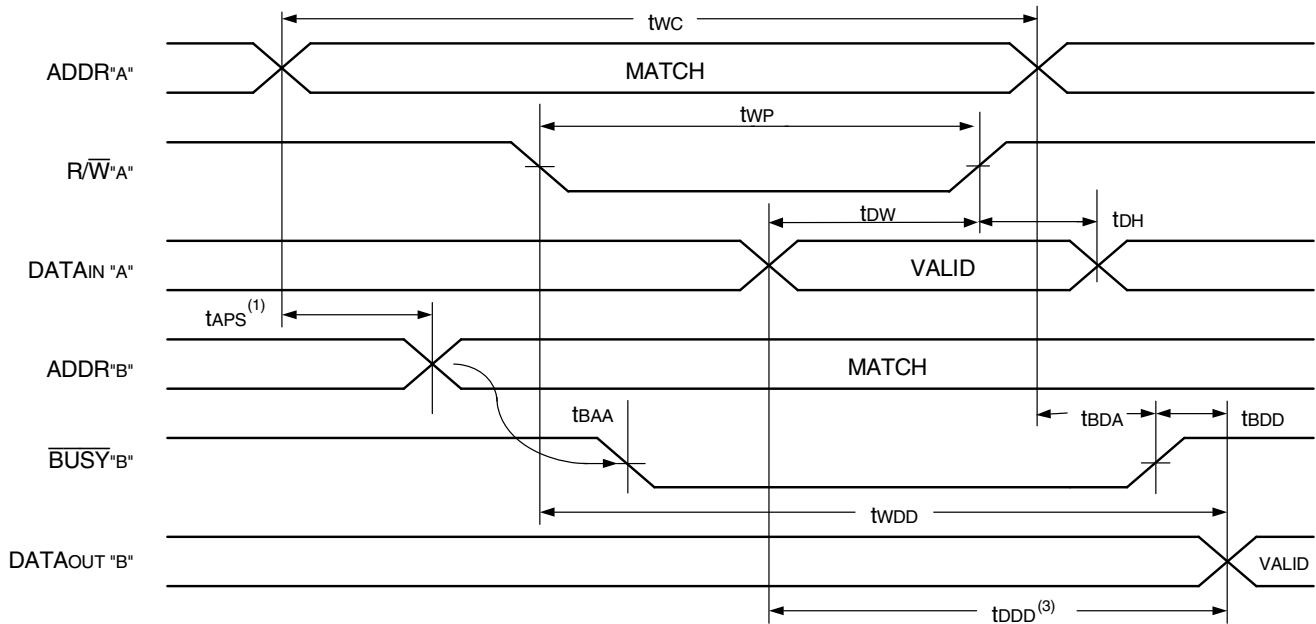 tWC
ADDR"A"
MATCH
tWP
R/W̅"A"
tDW
tDH
DATAIN "A"
VALID
tAPS(1)
ADDR"B"
MATCH
tBAA
tBDA
tBDD
B̅U̅S̅Y̅"B"
tWDD
DATAOUT "B"
VALID
tDDD(3)